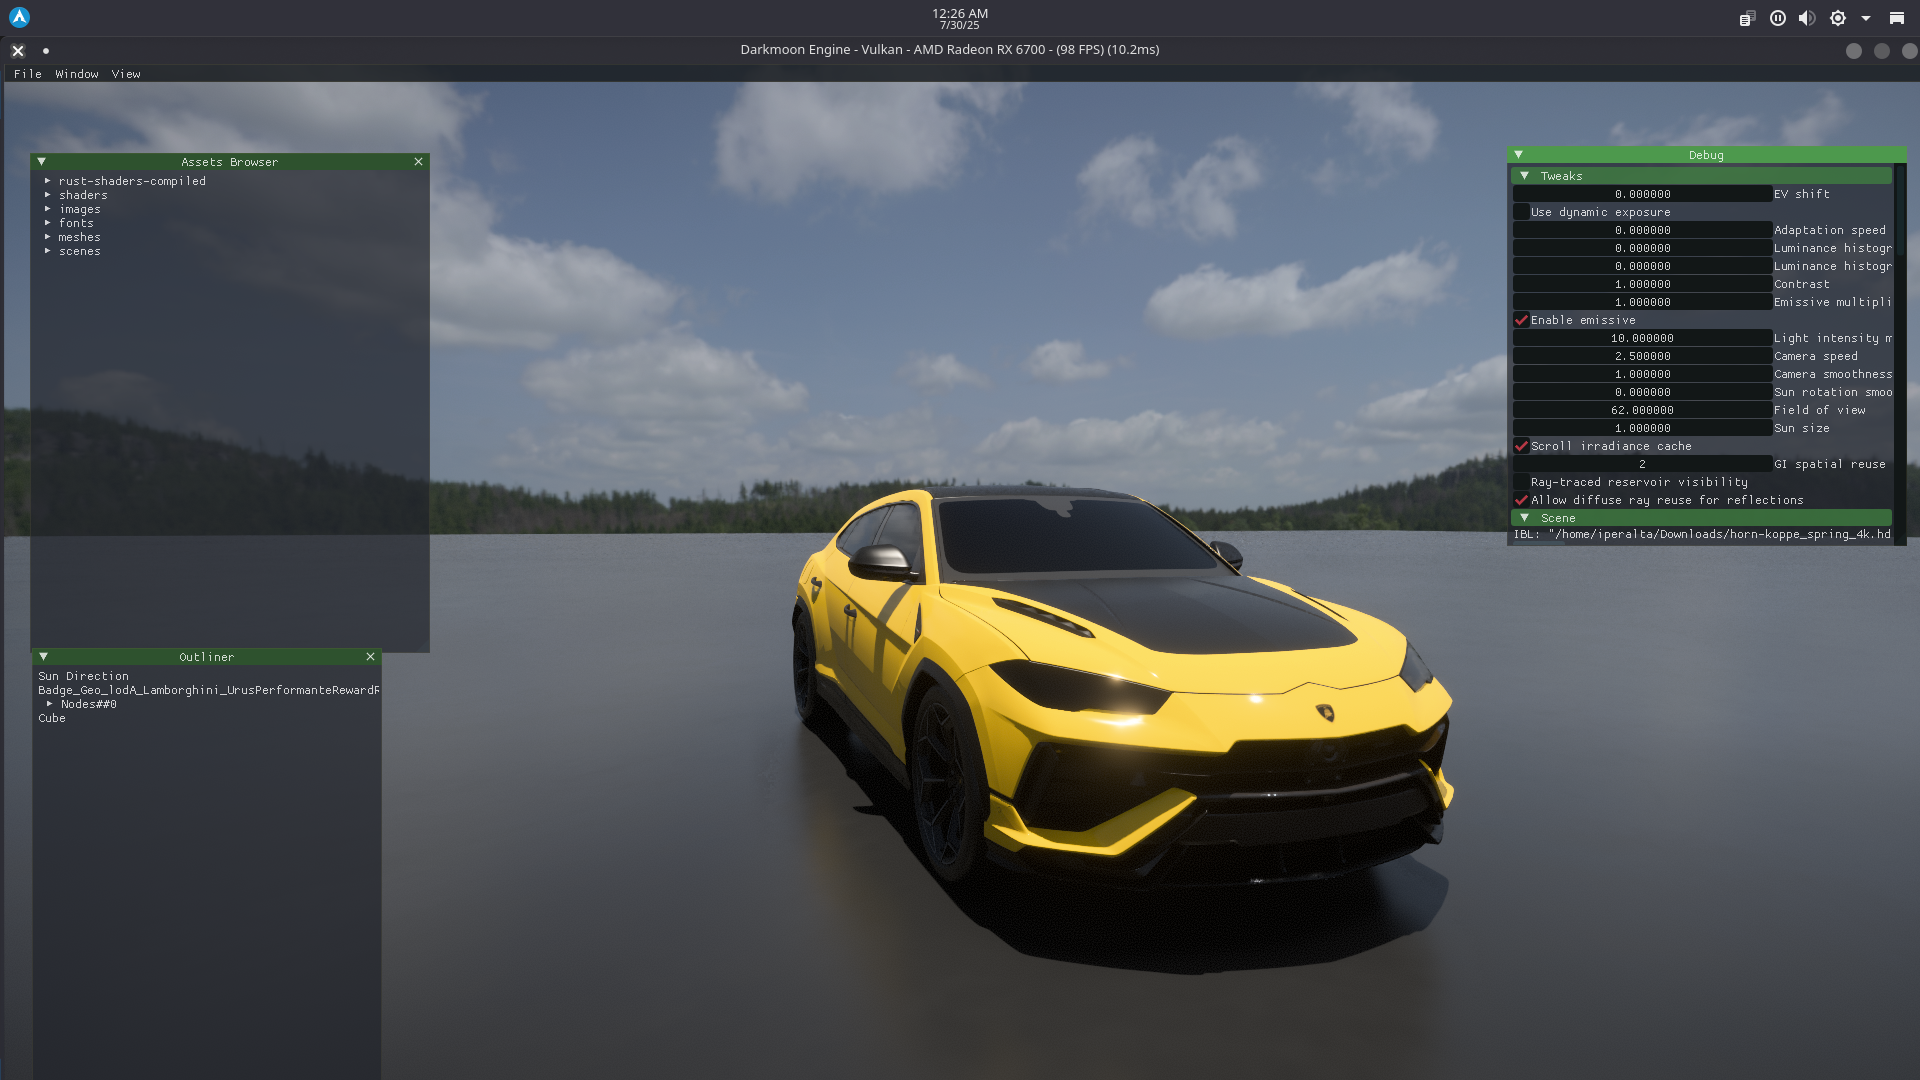 12:26 AM
7/30/25
Darkmoon Engine - Vulkan - AMD Radeon RX 6700 - (98 FPS) (10.2ms)
File Window View
Assets Browser
rust-shaders-compiled
shaders
images
fonts
meshes
scenes
Outliner
Sun Direction
Badge_Geo_lodA_Lamborghini_UrusPerformanteRewardR
Nodes##0
Cube
Debug
Tweaks
0.000000 EV shift
Use dynamic exposure
0.000000 Adaptation speed
0.000000 Luminance histogr
0.000000 Luminance histogr
1.000000 Contrast
1.000000 Emissive multipli
Enable emissive
10.000000 Light intensity m
2.500000 Camera speed
1.000000 Camera smoothness
0.000000 Sun rotation smoo
62.000000 Field of view
1.000000 Sun size
Scroll irradiance cache
2 GI spatial reuse
Ray-traced reservoir visibility
Allow diffuse ray reuse for reflections
Scene
IBL: "/home/iperalta/Downloads/horn-koppe_spring_4k.hd